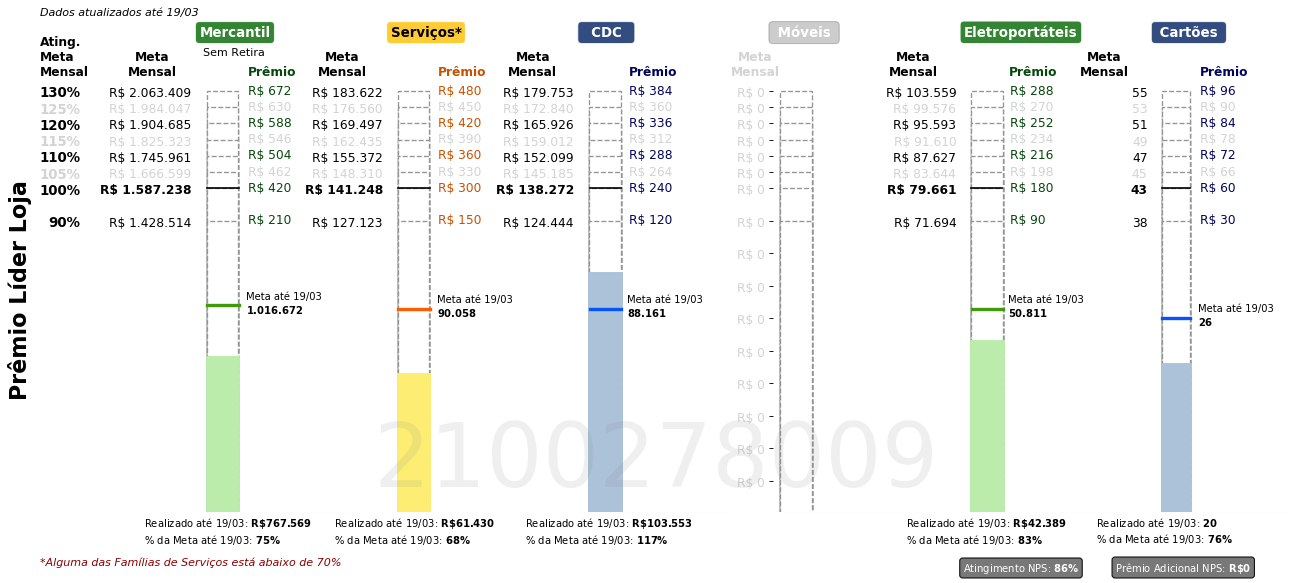 Dados atualizados até 19/03
Mercantil Serviços* CDC Móveis Eletroportáteis Cartões
Sem Retira
Ating. Meta Mensal Meta Mensal Prêmio Meta Mensal Prêmio Meta Mensal Prêmio Meta Mensal Meta Mensal Prêmio Meta Mensal Prêmio
130% R$ 2.063.409 R$ 672 R$ 183.622 R$ 480 R$ 179.753 R$ 384 R$ 0 R$ 103.559 R$ 288 55 R$ 96
125% R$ 1.984.047 R$ 630 R$ 176.560 R$ 450 R$ 172.840 R$ 360 R$ 0 R$ 99.576 R$ 270 53 R$ 90
120% R$ 1.904.685 R$ 588 R$ 169.497 R$ 420 R$ 165.926 R$ 336 R$ 0 R$ 95.593 R$ 252 51 R$ 84
115% R$ 1.825.323 R$ 546 R$ 162.435 R$ 390 R$ 159.012 R$ 312 R$ 0 R$ 91.610 R$ 234 49 R$ 78
110% R$ 1.745.961 R$ 504 R$ 155.372 R$ 360 R$ 152.099 R$ 288 R$ 0 R$ 87.627 R$ 216 47 R$ 72
105% R$ 1.666.599 R$ 462 R$ 148.310 R$ 330 R$ 145.185 R$ 264 R$ 0 R$ 83.644 R$ 198 45 R$ 66
100% R$ 1.587.238 R$ 420 R$ 141.248 R$ 300 R$ 138.272 R$ 240 R$ 0 R$ 79.661 R$ 180 43 R$ 60
90% R$ 1.428.514 R$ 210 R$ 127.123 R$ 150 R$ 124.444 R$ 120 R$ 0 R$ 71.694 R$ 90 38 R$ 30
R$ 0
R$ 0
R$ 0
R$ 0
R$ 0
R$ 0
R$ 0
R$ 0
Prêmio Líder Loja
Meta até 19/03 Meta até 19/03 Meta até 19/03 Meta até 19/03 Meta até 19/03
1.016.672 90.058 88.161 50.811 26
2100278009
Realizado até 19/03: R$767.569 Realizado até 19/03: R$61.430 Realizado até 19/03: R$103.553 Realizado até 19/03: R$42.389 Realizado até 19/03: 20
% da Meta até 19/03: 75% % da Meta até 19/03: 68% % da Meta até 19/03: 117% % da Meta até 19/03: 83% % da Meta até 19/03: 76%
*Alguma das Famílias de Serviços está abaixo de 70% Atingimento NPS: 86% Prêmio Adicional NPS: R$0